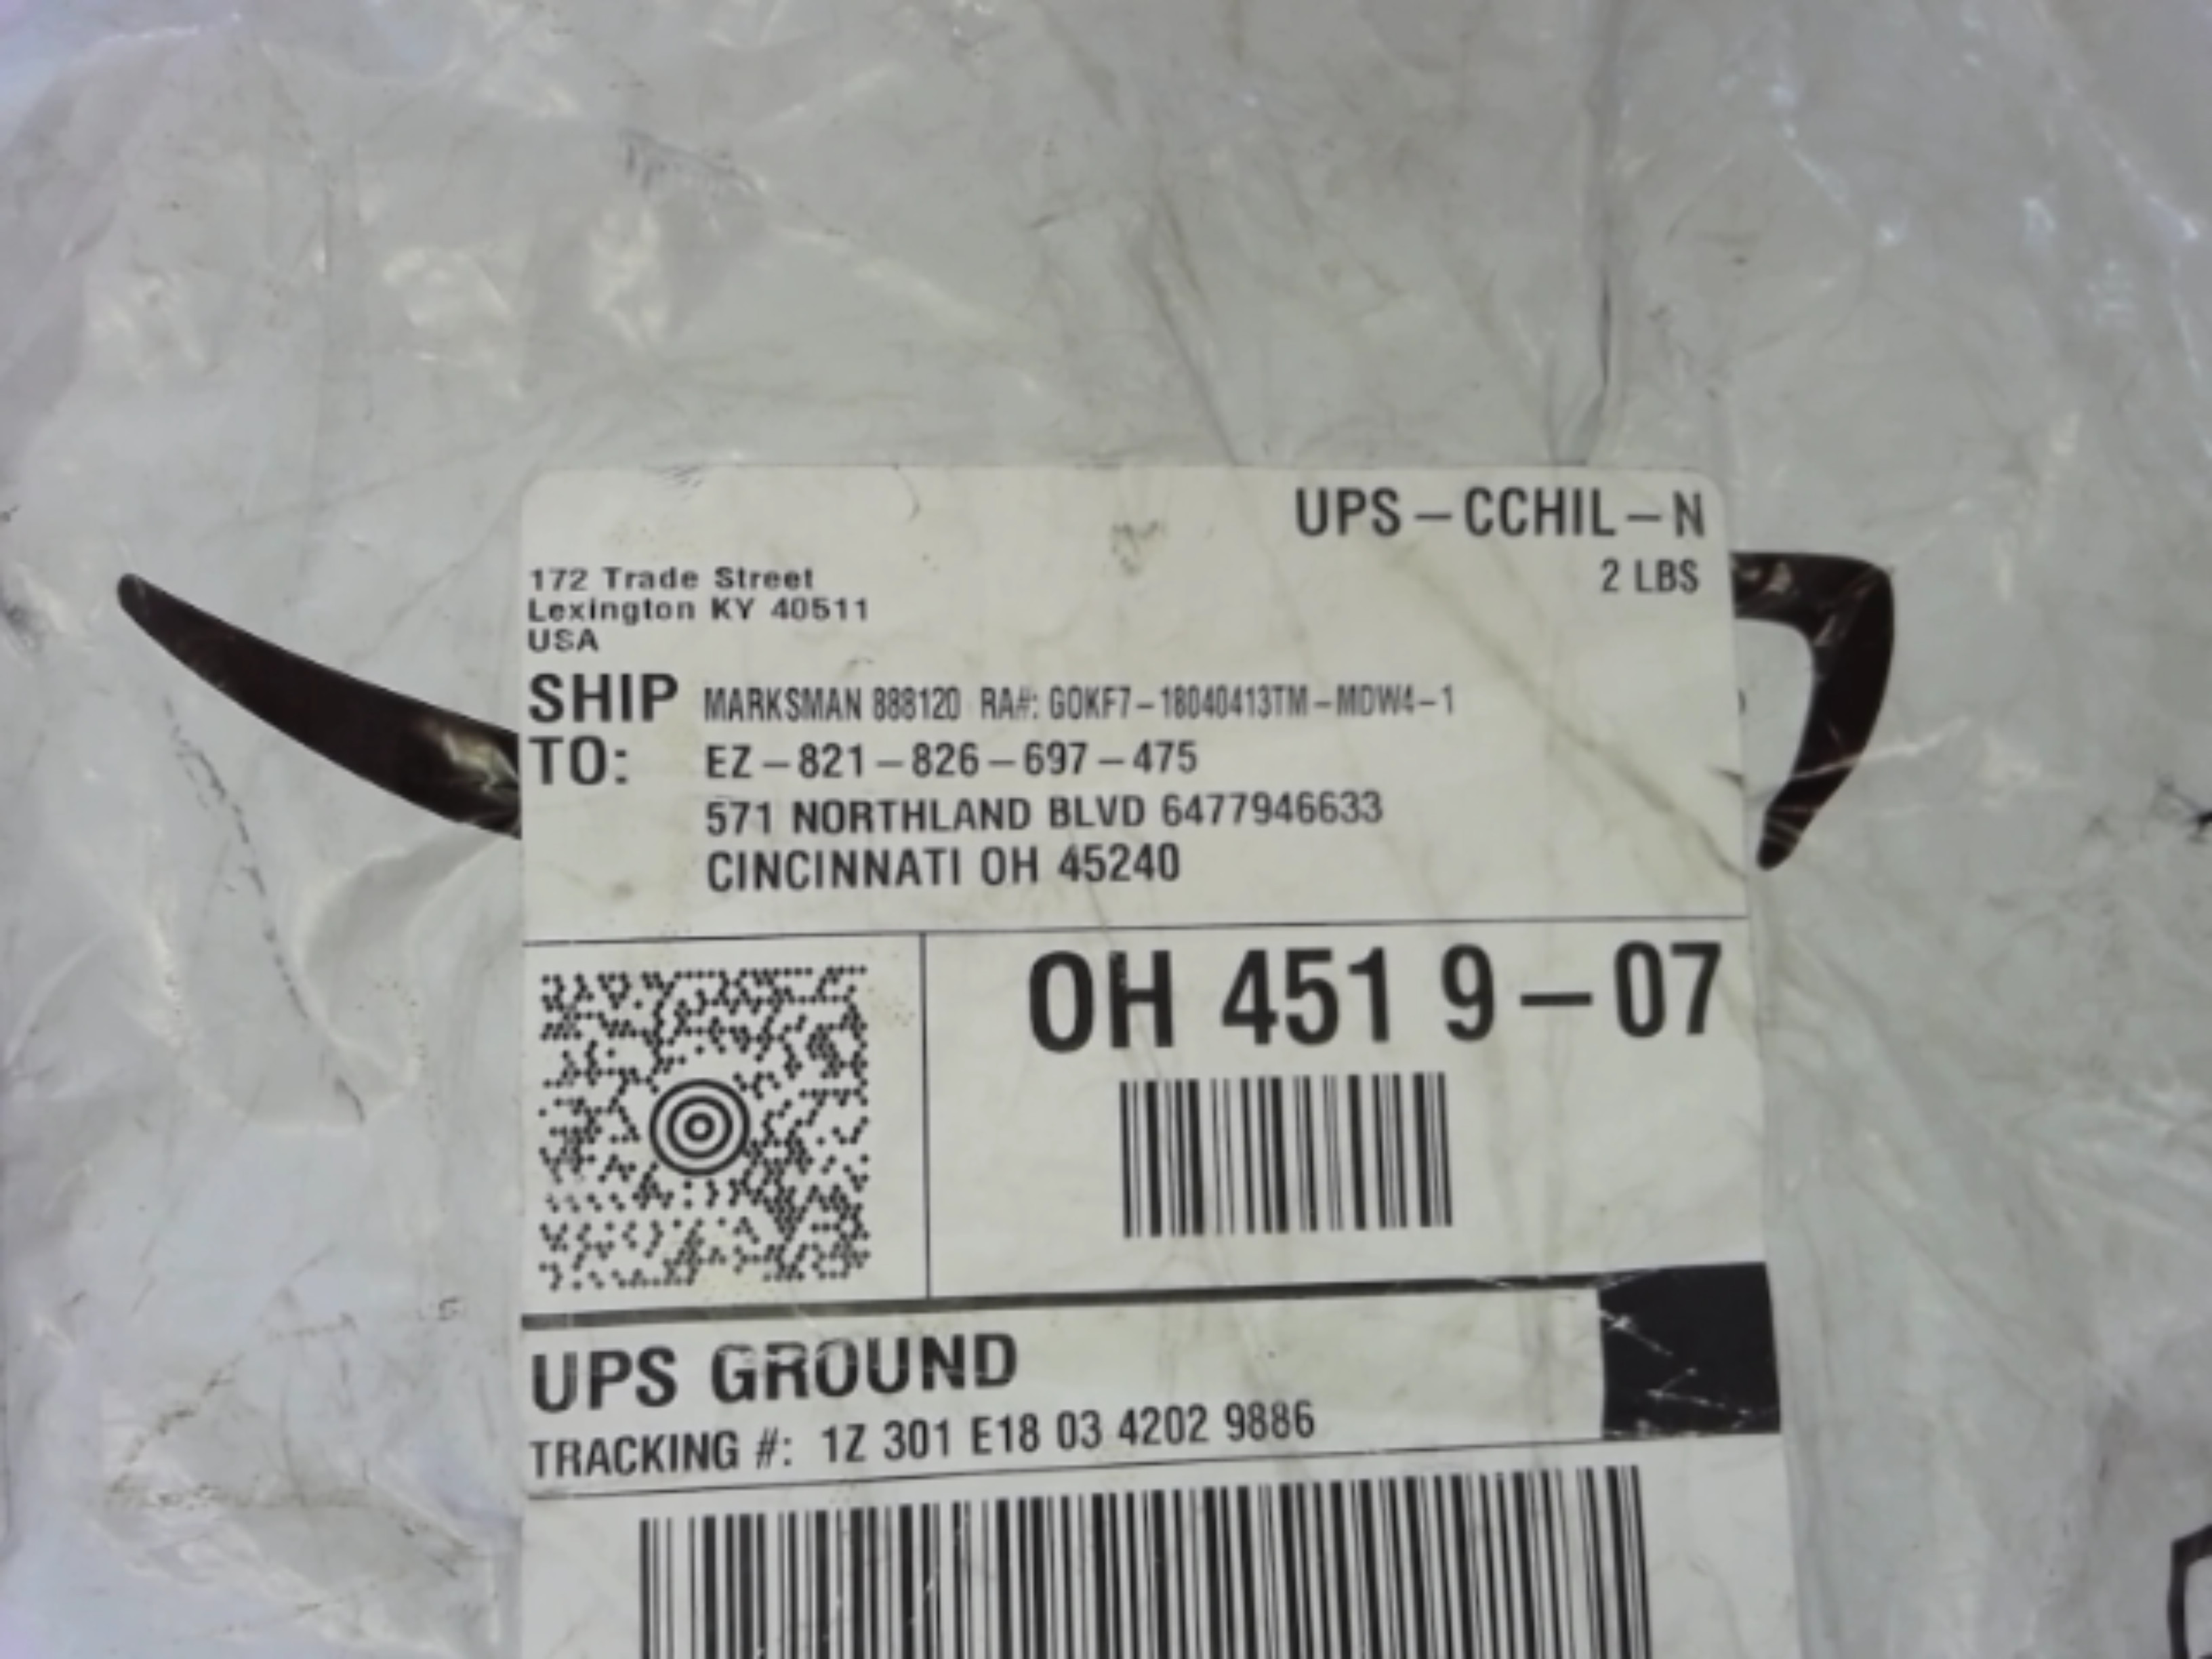 UPS-CCHIL-N
2 LBS
172 Trade Street
Lexington KY 40511
USA
SHIP TO:
MARKSMAN 888120 RA#: G0KF7-18040413TM-MDW4-1
EZ-821-826-697-475
571 NORTHLAND BLVD 6477946633
CINCINNATI OH 45240
OH 451 9-07
UPS GROUND
TRACKING #: 1Z 301 E18 03 4202 9886